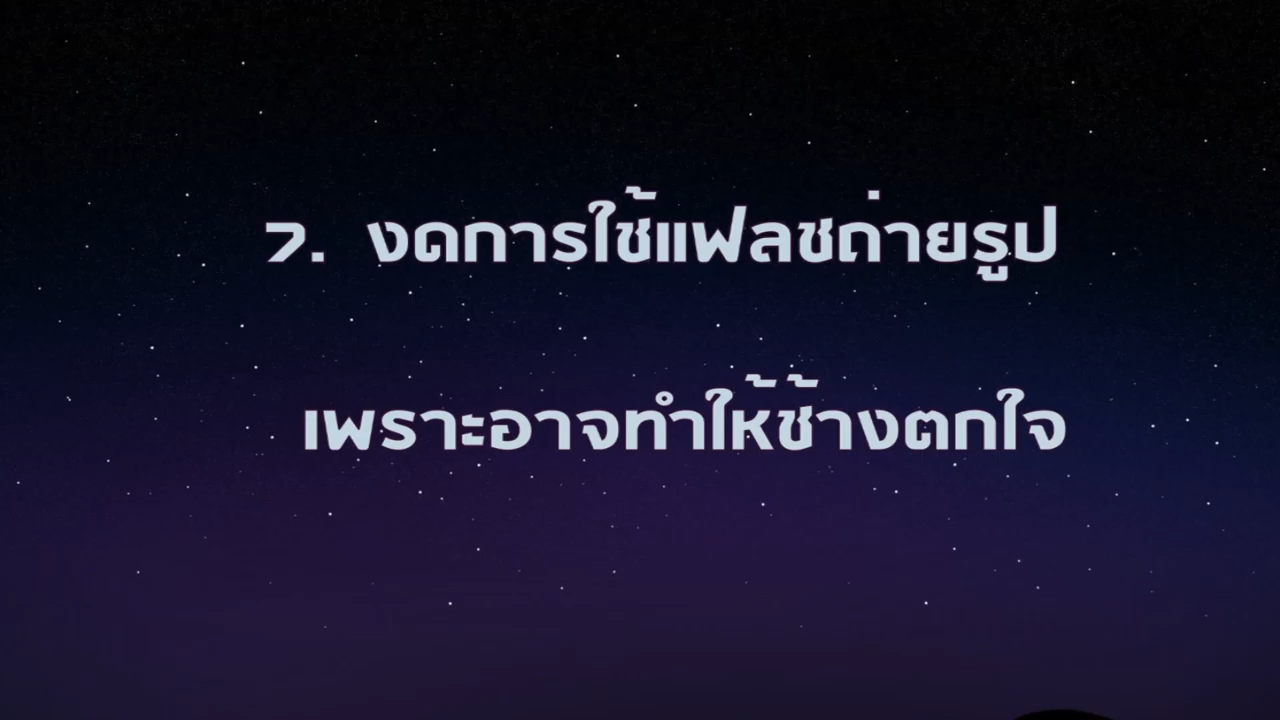 7. งดการใช้แฟลชถ่ายรูป
เพราะอาจทำให้ช้างตกใจ